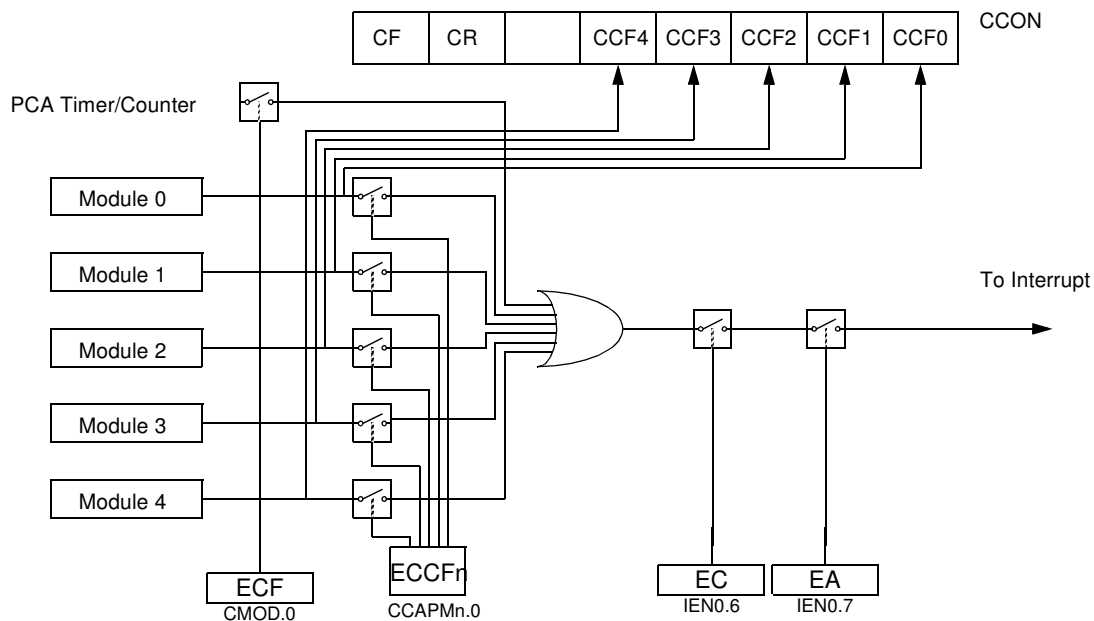 CF CR CCF4 CCF3 CCF2 CCF1 CCF0 CCON
PCA Timer/Counter
Module 0
Module 1
To Interrupt
Module 2
Module 3
Module 4
ECCFn
ECF
EC
EA
CMOD.0
CCAPMn.0
IEN0.6
IEN0.7